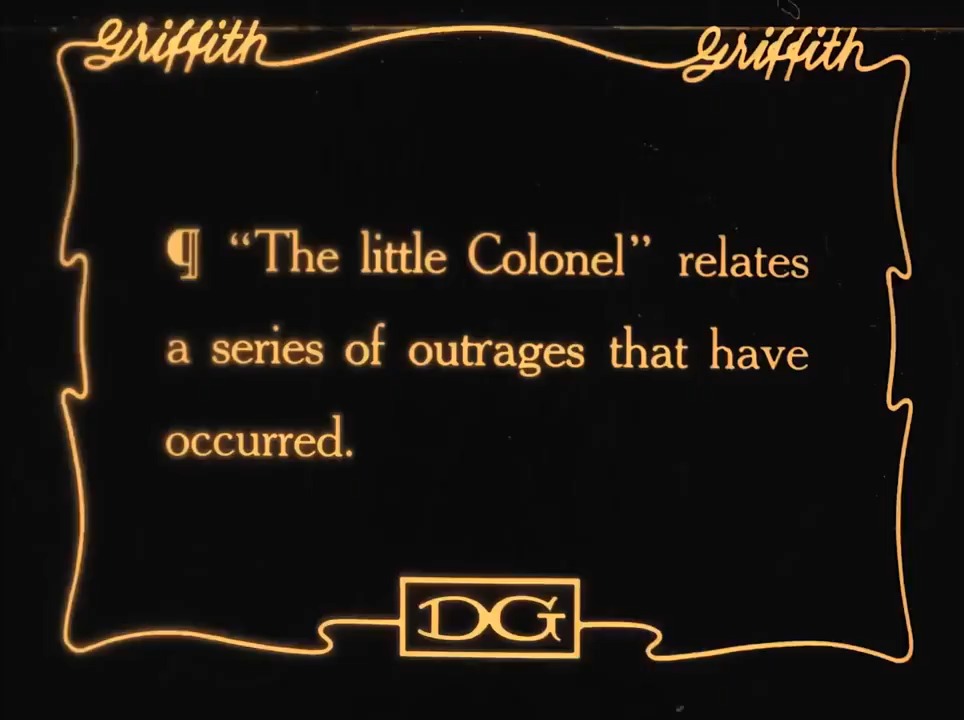 Griffith Griffith
¶ “The little Colonel” relates
a series of outrages that have
occurred.
DG